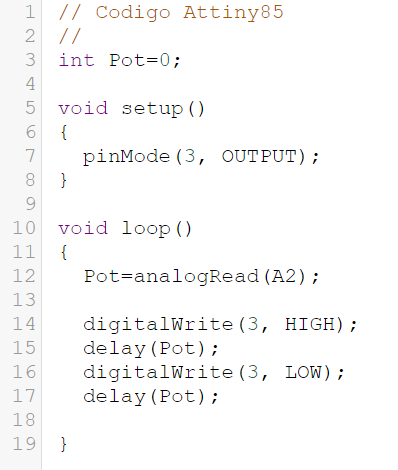 1 // Codigo Attiny85
2 //
3 int Pot=0;
4
5 void setup()
6 {
7 pinMode(3, OUTPUT);
8 }
9
10 void loop()
11 {
12 Pot=analogRead(A2);
13
14 digitalWrite(3, HIGH);
15 delay(Pot);
16 digitalWrite(3, LOW);
17 delay(Pot);
18
19 }